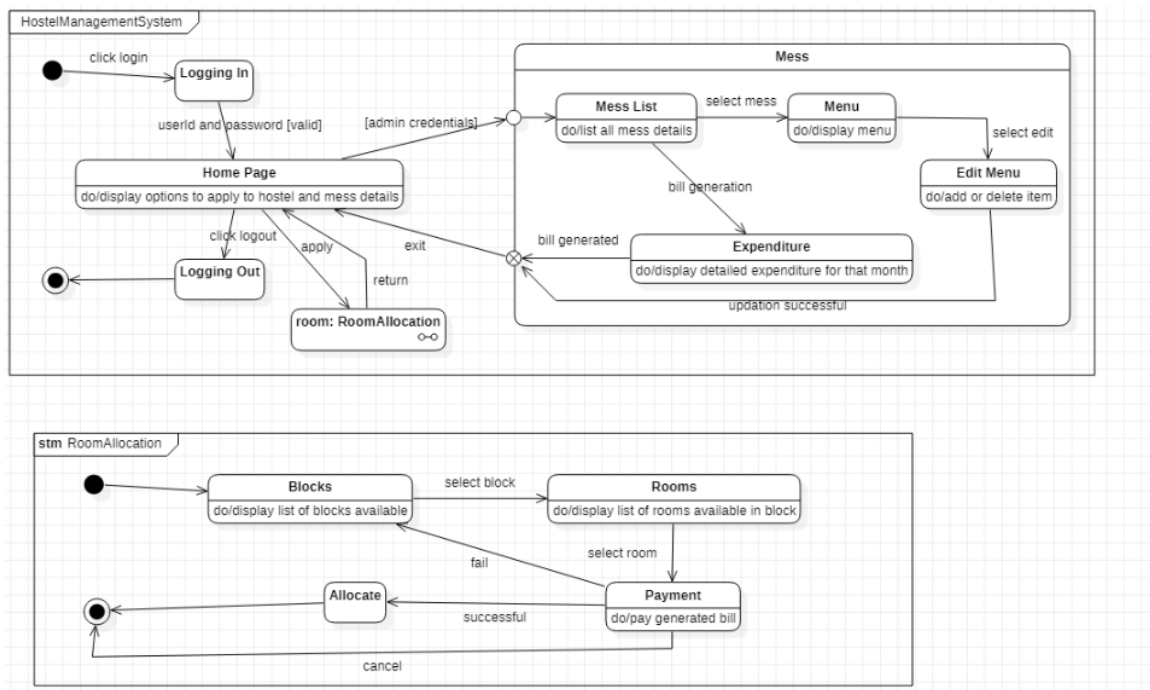 HostelManagementSystem
click login
Logging In
userId and password [valid]
[admin credentials]
Home Page
do/display options to apply to hostel and mess details
click logout
apply
exit
return
Logging Out
room: RoomAllocation
Mess
Mess List
do/list all mess details
select mess
Menu
do/display menu
select edit
Edit Menu
do/add or delete item
bill generation
bill generated
Expenditure
do/display detailed expenditure for that month
updation successful
stm RoomAllocation
Blocks
do/display list of blocks available
select block
Rooms
do/display list of rooms available in block
select room
fail
Allocate
successful
Payment
do/pay generated bill
cancel